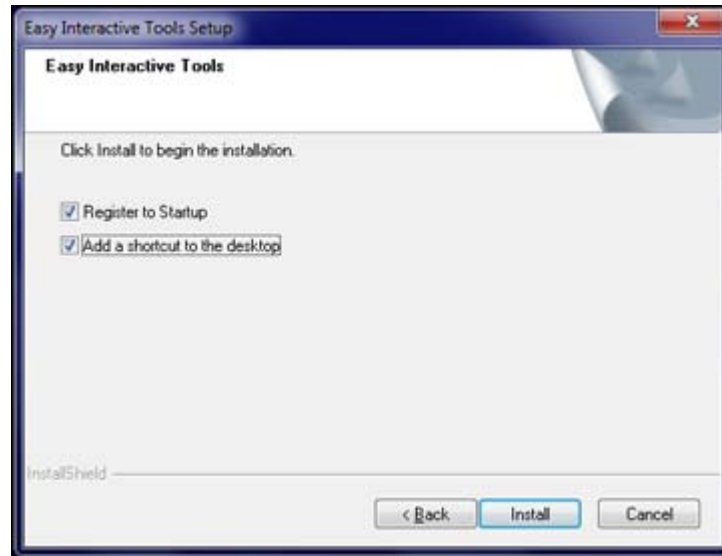 Easy Interactive Tools Setup
Easy Interactive Tools
Click Install to begin the installation.
Register to Startup
Add a shortcut to the desktop
InstallShield
< Back Install Cancel